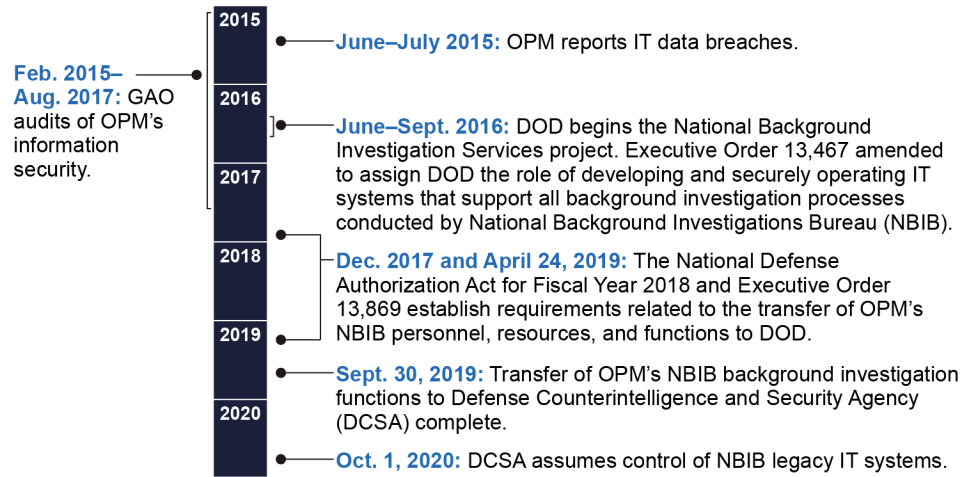 2015
June–July 2015: OPM reports IT data breaches.
Feb. 2015–
Aug. 2017: GAO
audits of OPM’s
information
security.
2016
June–Sept. 2016: DOD begins the National Background
Investigation Services project. Executive Order 13,467 amended
to assign DOD the role of developing and securely operating IT
systems that support all background investigation processes
conducted by National Background Investigations Bureau (NBIB).
2017
2018
Dec. 2017 and April 24, 2019: The National Defense
Authorization Act for Fiscal Year 2018 and Executive Order
13,869 establish requirements related to the transfer of OPM’s
NBIB personnel, resources, and functions to DOD.
2019
Sept. 30, 2019: Transfer of OPM’s NBIB background investigation
functions to Defense Counterintelligence and Security Agency
(DCSA) complete.
2020
Oct. 1, 2020: DCSA assumes control of NBIB legacy IT systems.